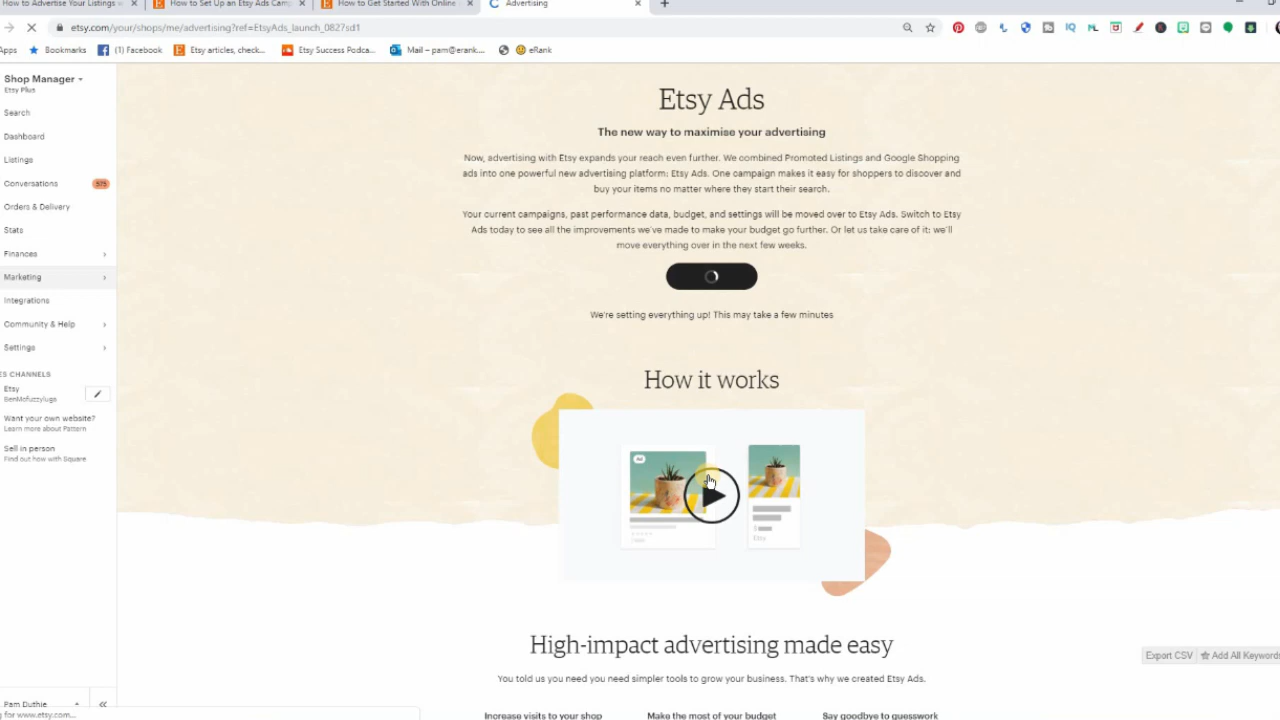 How to Advertise Your Listings w
How to Set Up an Etsy Ads Camp
How to Get Started With Online
Advertising
etsy.com/your/shops/me/advertising?ref=EtsyAds_launch_0827sd1
Apps
Bookmarks
(1) Facebook
Etsy articles, check...
Etsy Success Podca...
Mail – pam@erank....
eRank
Shop Manager
Etsy Plus
Search
Dashboard
Listings
Conversations 515
Orders & Delivery
Stats
Finances
Marketing
Integrations
Community & Help
Settings
ES CHANNELS
Etsy
BenMcfuzzylugs
Want your own website?
Learn more about Pattern
Sell in person
Find out how with Square
Pam Duthie
g for www.etsy.com...
Etsy Ads
The new way to maximise your advertising
Now, advertising with Etsy expands your reach even further. We combined Promoted Listings and Google Shopping
ads into one powerful new advertising platform: Etsy Ads. One campaign makes it easy for shoppers to discover and
buy your items no matter where they start their search.
Your current campaigns, past performance data, budget, and settings will be moved over to Etsy Ads. Switch to Etsy
Ads today to see all the improvements we've made to make your budget go further. Or let us take care of it: we'll
move everything over in the next few weeks.
We're setting everything up! This may take a few minutes
How it works
Ad
Etsy
High-impact advertising made easy
You told us you need you need simpler tools to grow your business. That's why we created Etsy Ads.
Increase visits to your shop
Make the most of your budget
Say goodbye to guesswork
Export CSV
Add All Keywords